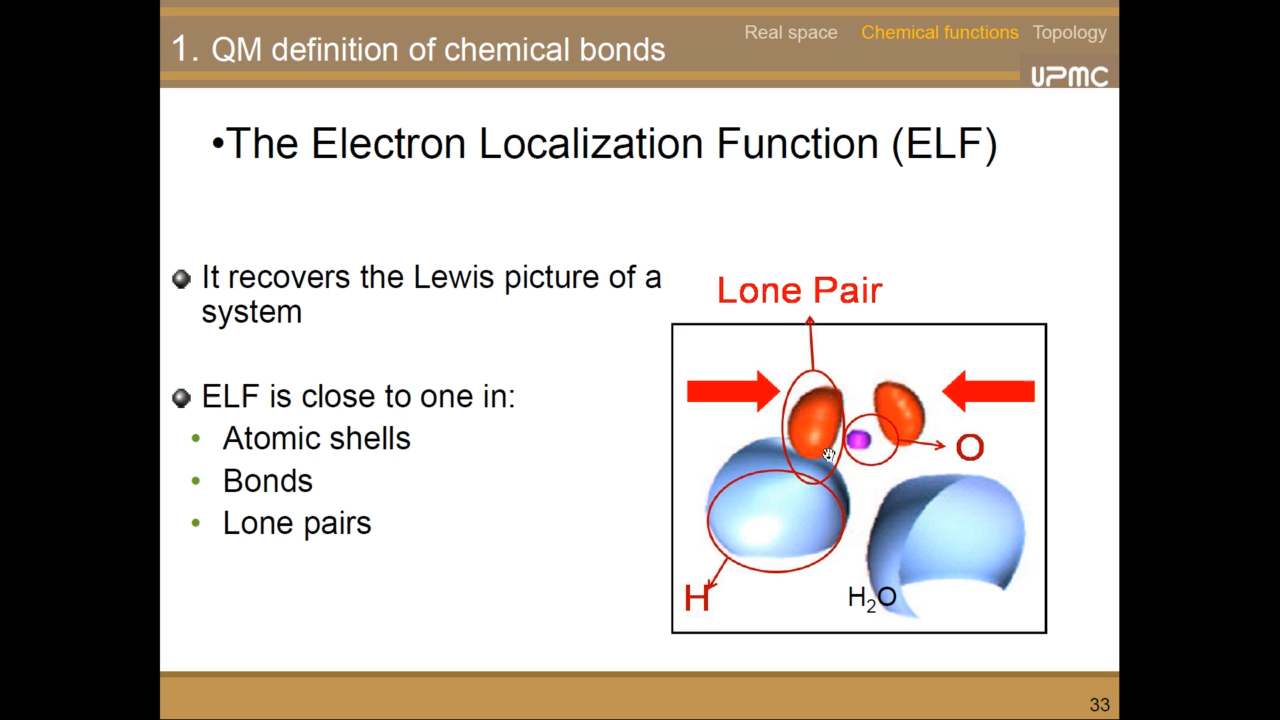 1. QM definition of chemical bonds
Real space Chemical functions Topology
UPMC
•The Electron Localization Function (ELF)
It recovers the Lewis picture of a
system
ELF is close to one in:
• Atomic shells
• Bonds
• Lone pairs
Lone Pair
O
H
H₂O
33